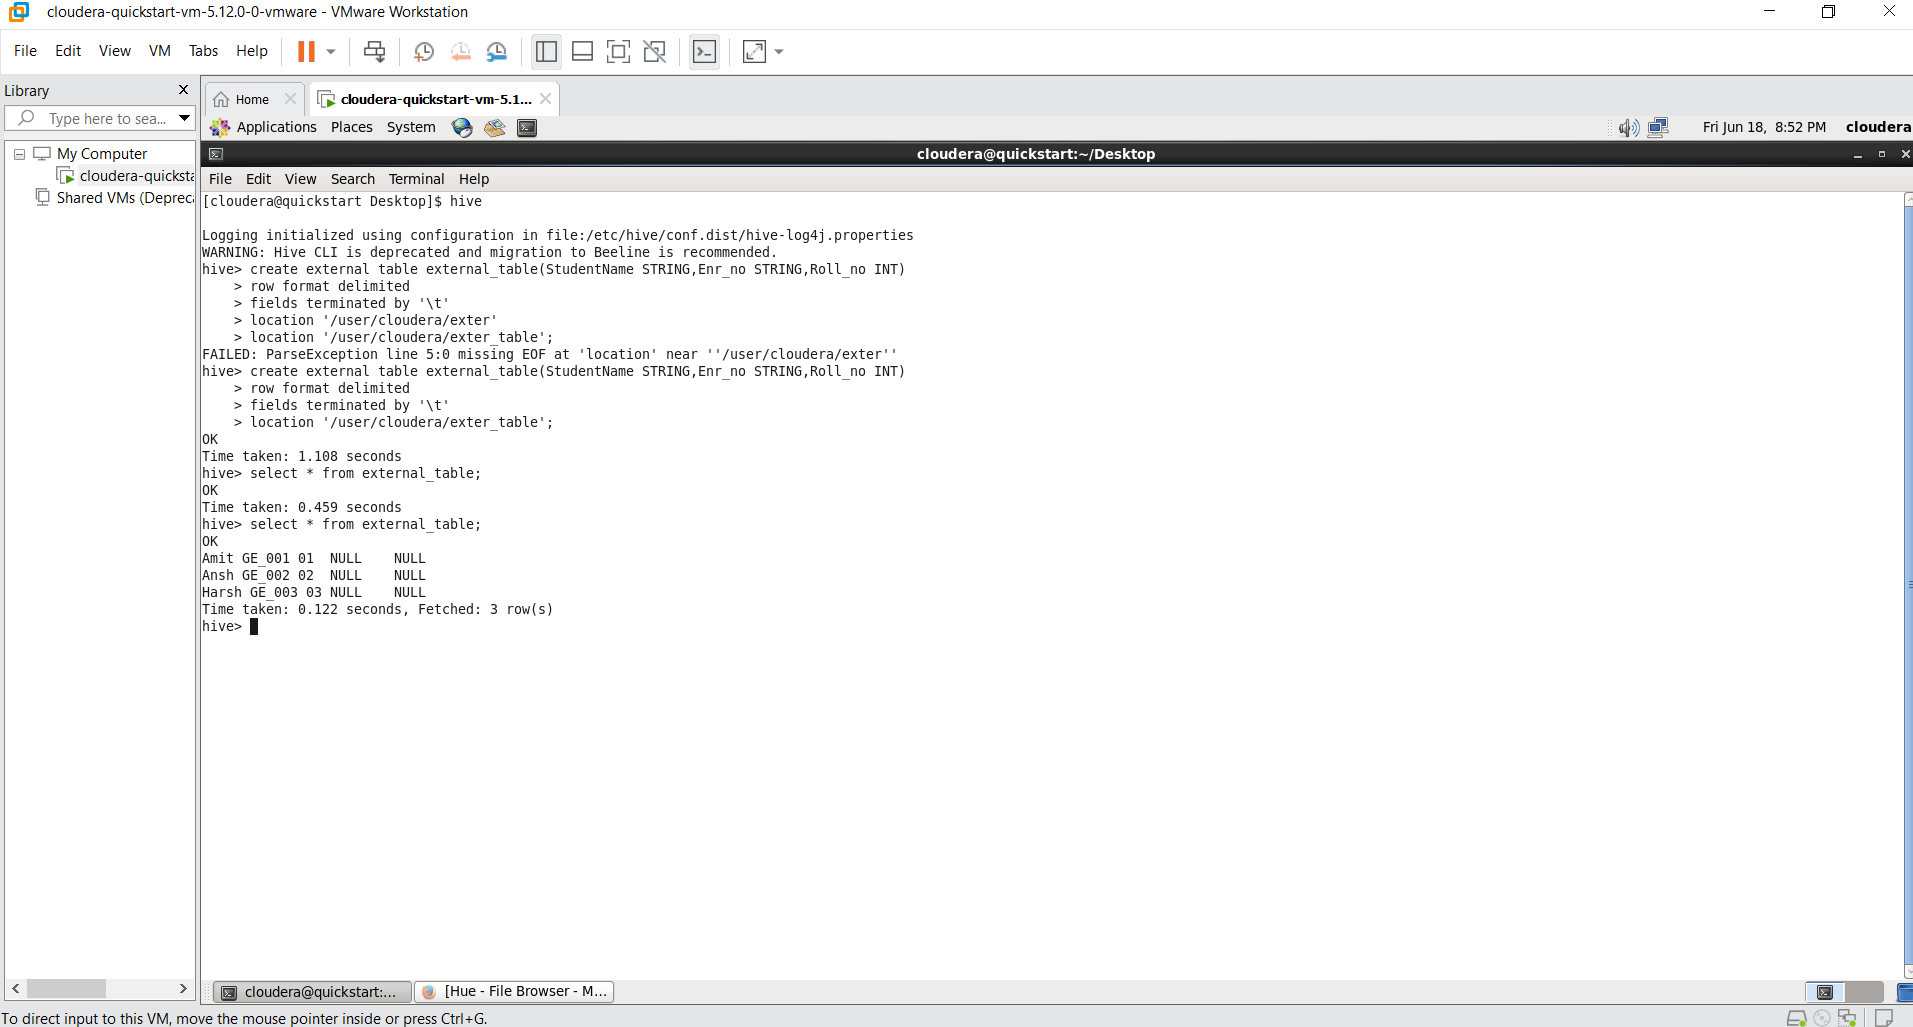 cloudera-quickstart-vm-5.12.0-0-vmware - VMware Workstation
File Edit View VM Tabs Help
Library
Type here to sea...
My Computer
cloudera-quicksta
Shared VMs (Depreca
Home
cloudera-quickstart-vm-5.1...
Applications Places System
Fri Jun 18, 8:52 PM cloudera
cloudera@quickstart:~/Desktop
File Edit View Search Terminal Help
[cloudera@quickstart Desktop]$ hive
Logging initialized using configuration in file:/etc/hive/conf.dist/hive-log4j.properties
WARNING: Hive CLI is deprecated and migration to Beeline is recommended.
hive> create external table external_table(StudentName STRING,Enr_no STRING,Roll_no INT)
    > row format delimited
    > fields terminated by '\t'
    > location '/user/cloudera/exter'
    > location '/user/cloudera/exter_table';
FAILED: ParseException line 5:0 missing EOF at 'location' near ''/user/cloudera/exter''
hive> create external table external_table(StudentName STRING,Enr_no STRING,Roll_no INT)
    > row format delimited
    > fields terminated by '\t'
    > location '/user/cloudera/exter_table';
OK
Time taken: 1.108 seconds
hive> select * from external_table;
OK
Time taken: 0.459 seconds
hive> select * from external_table;
OK
Amit GE_001 01  NULL    NULL
Ansh GE_002 02  NULL    NULL
Harsh GE_003 03 NULL    NULL
Time taken: 0.122 seconds, Fetched: 3 row(s)
hive>
cloudera@quickstart:...
[Hue - File Browser - M...
To direct input to this VM, move the mouse pointer inside or press Ctrl+G.